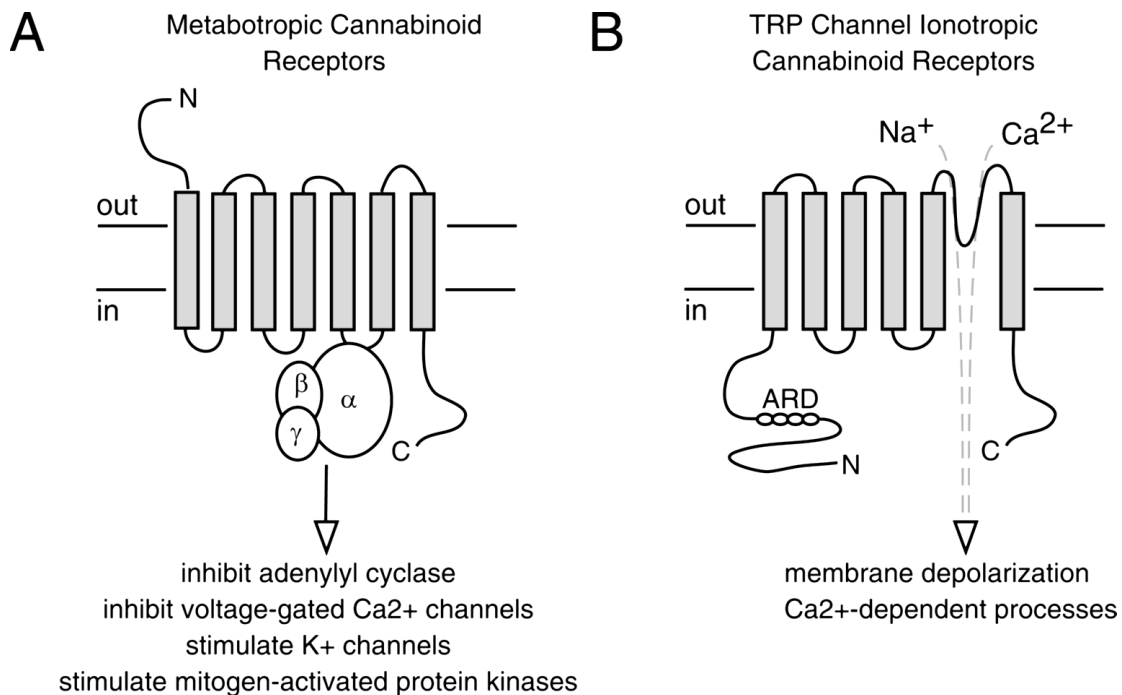 A
Metabotropic Cannabinoid
Receptors
N
out
in
β
α
γ
C
inhibit adenylyl cyclase
inhibit voltage-gated Ca2+ channels
stimulate K+ channels
stimulate mitogen-activated protein kinases
B
TRP Channel Ionotropic
Cannabinoid Receptors
Na⁺ Ca²⁺
out
in
ARD
N
C
membrane depolarization
Ca2+-dependent processes